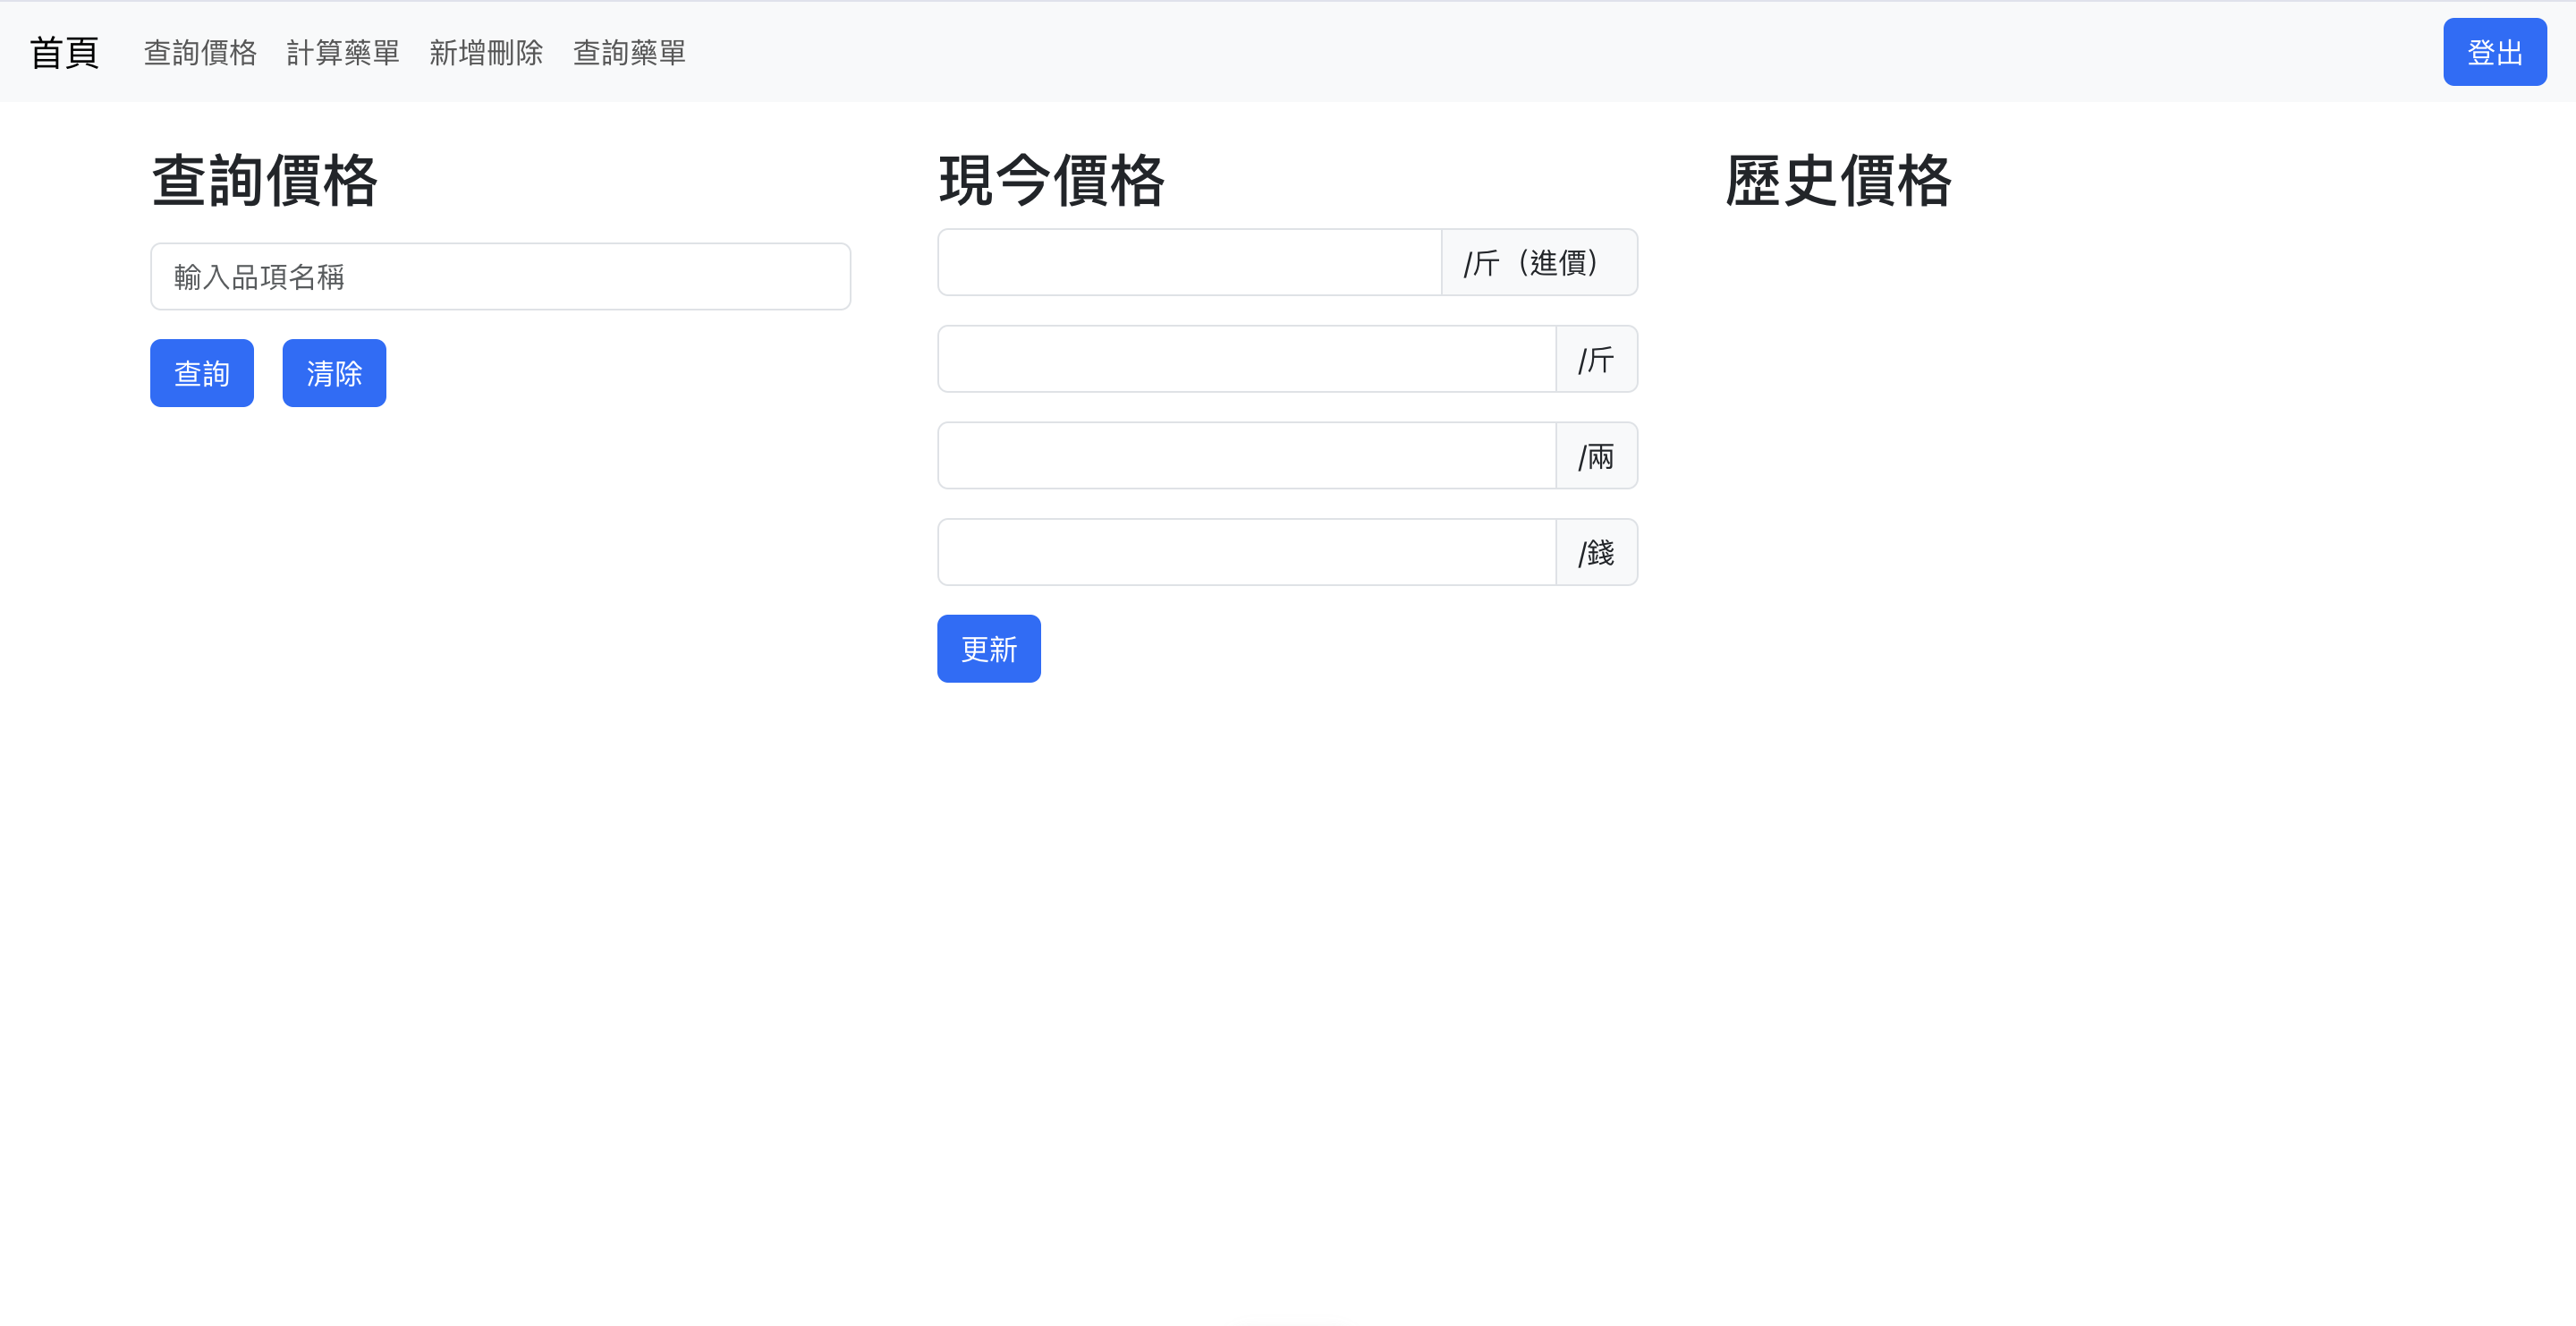 首頁 查詢價格 計算藥單 新增刪除 查詢藥單 登出
查詢價格
輸入品項名稱
查詢 清除
現今價格
/斤（進價）
/斤
/兩
/錢
更新
歷史價格